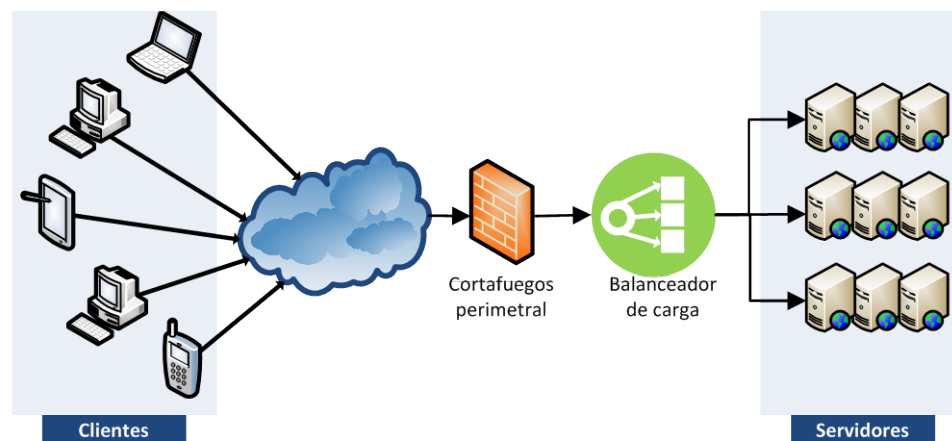 Cortafuegos
perimetral
Balanceador
de carga
Clientes
Servidores